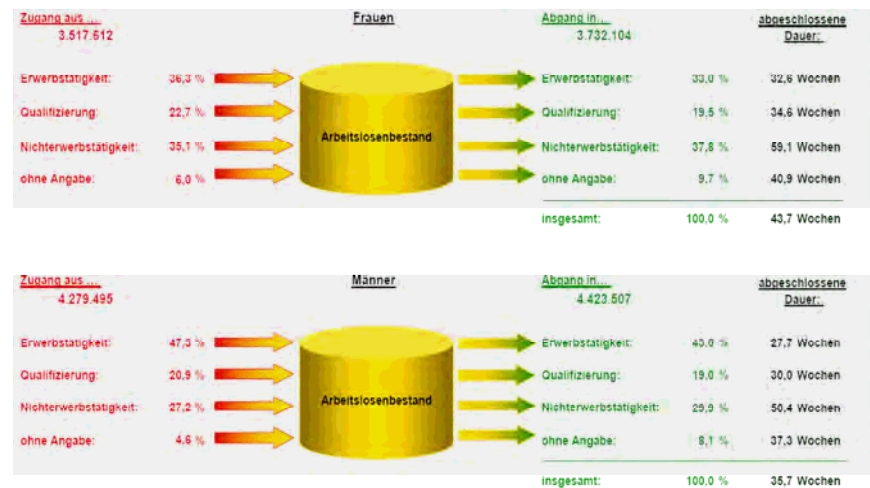 Zugang aus ... Frauen Abgang in... abgeschlossene
3.517.612 3.732.104 Dauer:
Erwerbstätigkeit: 36,3 % Erwerbstätigkeit: 33,0 % 32,6 Wochen
Qualifizierung: 22,7 % Qualifizierung: 19,5 % 34,6 Wochen
Arbeitslosenbestand
Nichterwerbstätigkeit: 35,1 % Nichterwerbstätigkeit: 37,8 % 59,1 Wochen
ohne Angabe: 6,0 % ohne Angabe: 9,7 % 40,9 Wochen
insgesamt: 100,0 % 43,7 Wochen
Zugang aus ... Männer Abgang in... abgeschlossene
4.279.495 4.423.507 Dauer:
Erwerbstätigkeit: 47,3 % Erwerbstätigkeit: 43,0 % 27,7 Wochen
Qualifizierung: 20,9 % Qualifizierung: 19,0 % 30,0 Wochen
Arbeitslosenbestand
Nichterwerbstätigkeit: 27,2 % Nichterwerbstätigkeit: 29,9 % 50,4 Wochen
ohne Angabe: 4,6 % ohne Angabe: 8,1 % 37,3 Wochen
insgesamt: 100,0 % 35,7 Wochen